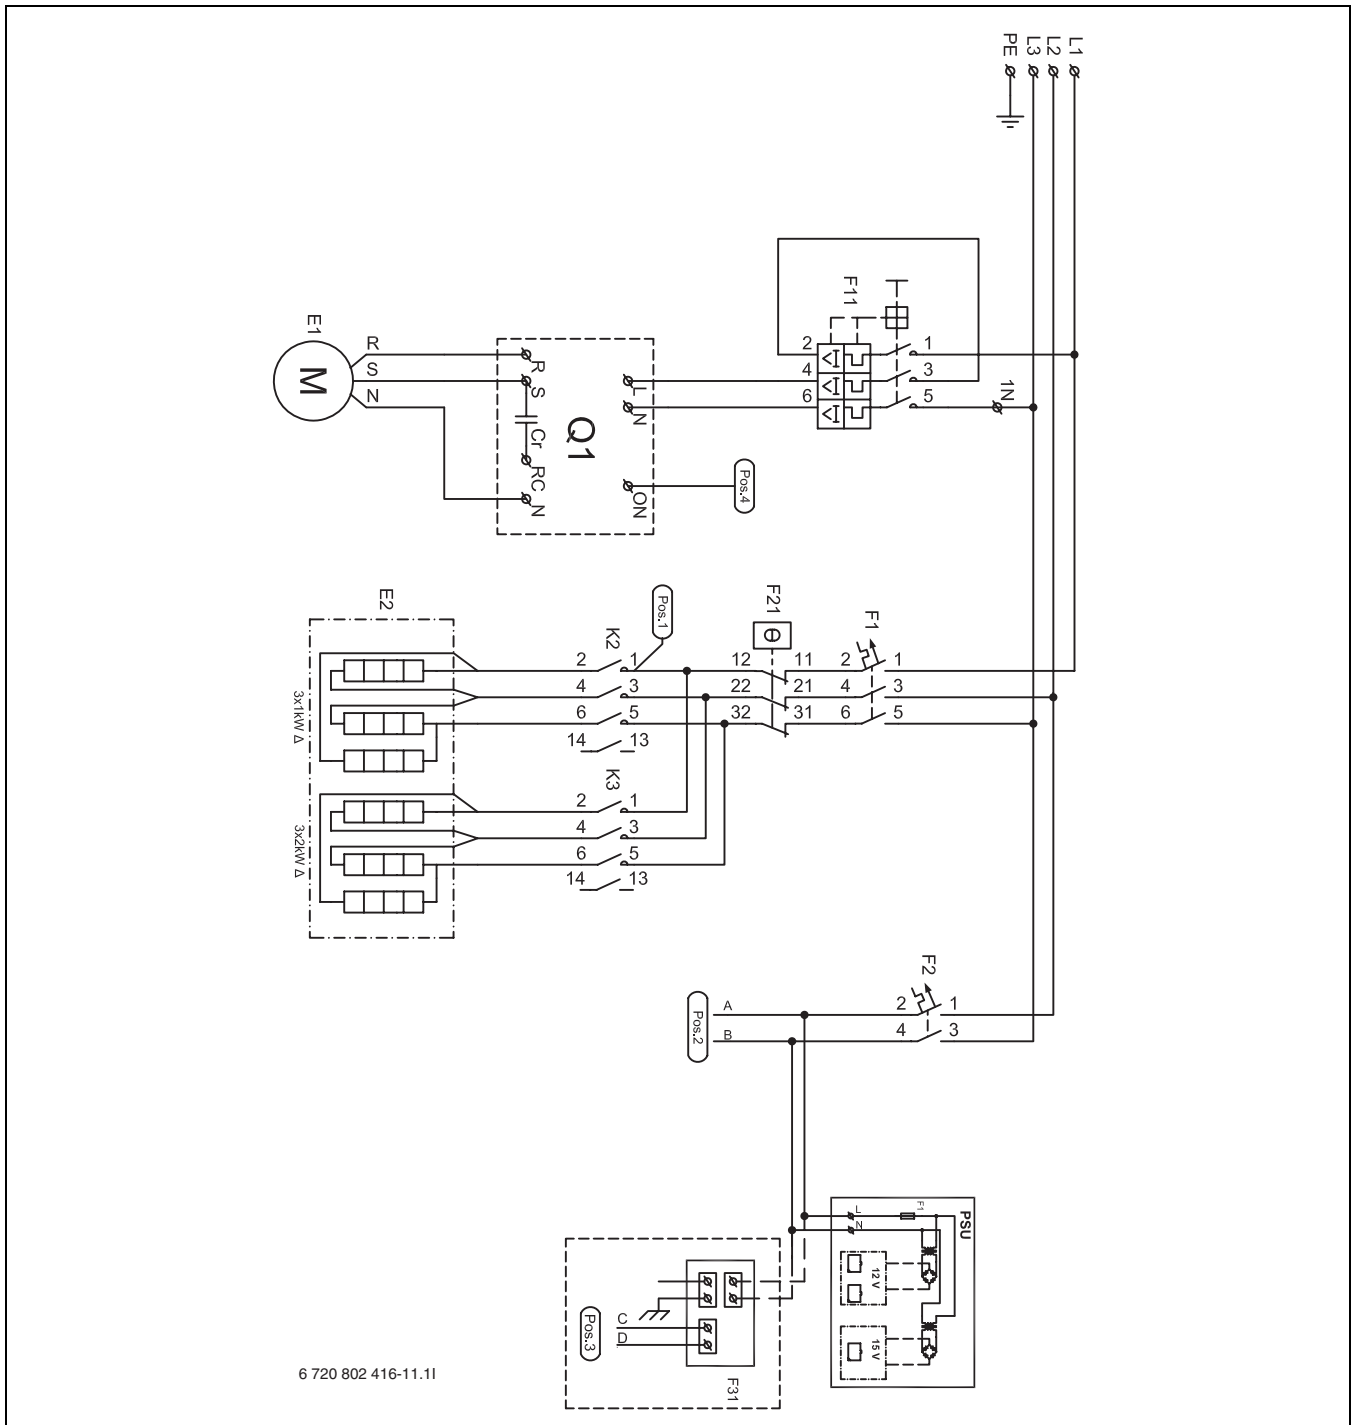 PE
L3
L2
L1
F11
2
1
4
3
6
5
1N
E1
M
R
S
N
R
S
Cr
RC
N
Q1
L
N
ON
Pos.4
E2
3x1kW Δ
3x2kW Δ
K2
Pos.1
F21
Θ
F1
2
1
12
11
2
1
4
3
22
21
4
3
6
5
32
31
6
5
14
13
K3
2
1
4
3
6
5
14
13
F2
2
1
4
3
A
B
Pos.2
PSU
L
N
F1
12 V
15 V
C
D
Pos.3
F31
6 720 802 416-11.1I